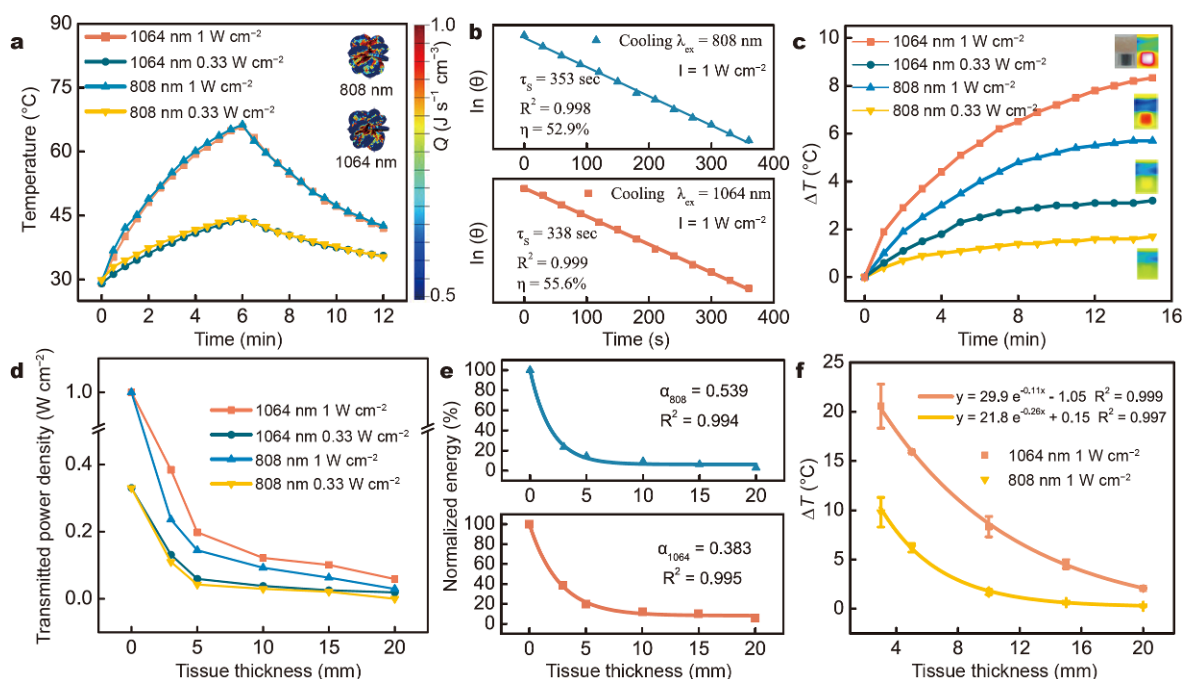 a
1064 nm 1 W cm⁻²
1064 nm 0.33 W cm⁻²
808 nm 1 W cm⁻²
808 nm 0.33 W cm⁻²
808 nm
1064 nm
Temperature (°C)
90
75
60
45
30
0 2 4 6 8 10 12
Time (min)
1.0
Q (J s⁻¹ cm⁻³)
0.5
b
Cooling λex = 808 nm
I = 1 W cm⁻²
τS = 353 sec
R² = 0.998
η = 52.9%
ln (θ)
0 100 200 300 400
Cooling λex = 1064 nm
I = 1 W cm⁻²
τS = 338 sec
R² = 0.999
η = 55.6%
ln (θ)
0 100 200 300 400
Time (s)
c
1064 nm 1 W cm⁻²
1064 nm 0.33 W cm⁻²
808 nm 1 W cm⁻²
808 nm 0.33 W cm⁻²
ΔT (°C)
10
8
6
4
2
0
0 4 8 12 16
Time (min)
d
1064 nm 1 W cm⁻²
1064 nm 0.33 W cm⁻²
808 nm 1 W cm⁻²
808 nm 0.33 W cm⁻²
Transmitted power density (W cm⁻²)
1.0
0.4
0.2
0.0
0 5 10 15 20
Tissue thickness (mm)
e
α808 = 0.539
R² = 0.994
100
80
60
40
20
0
0 5 10 15 20
Normalized energy (%)
α1064 = 0.383
R² = 0.995
100
80
60
40
20
0
0 5 10 15 20
Tissue thickness (mm)
f
y = 29.9 e⁻⁰·¹¹ˣ - 1.05 R² = 0.999
y = 21.8 e⁻⁰·²⁶ˣ + 0.15 R² = 0.997
1064 nm 1 W cm⁻²
808 nm 1 W cm⁻²
ΔT (°C)
25
20
15
10
5
0
4 8 12 16 20
Tissue thickness (mm)